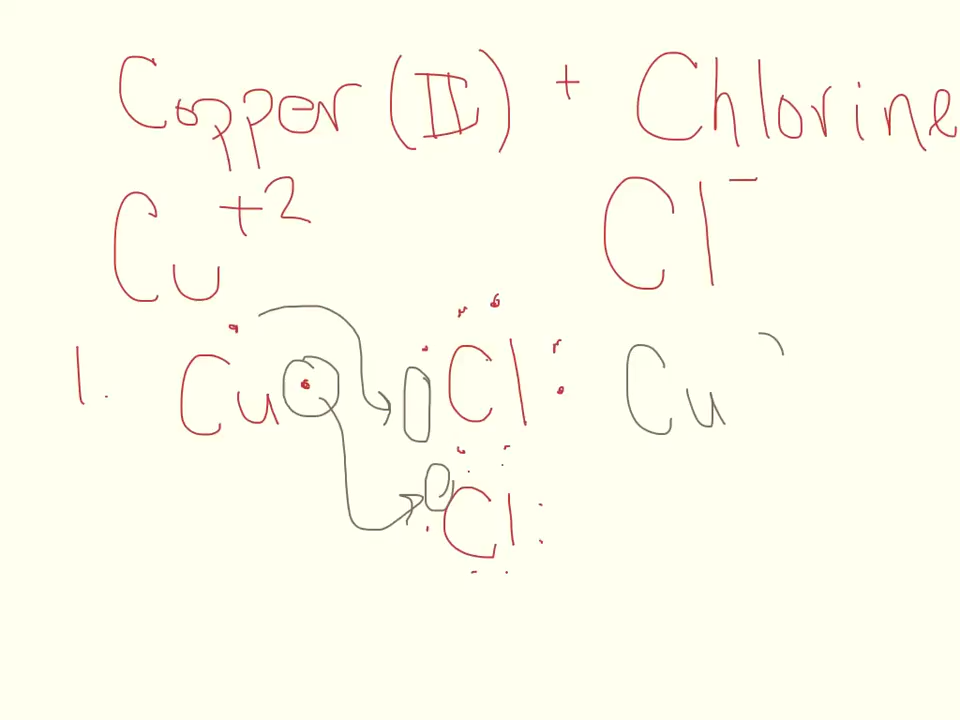 Copper (II) + Chlorine
Cu +2 Cl -
1. Cu Cl Cu
Cl